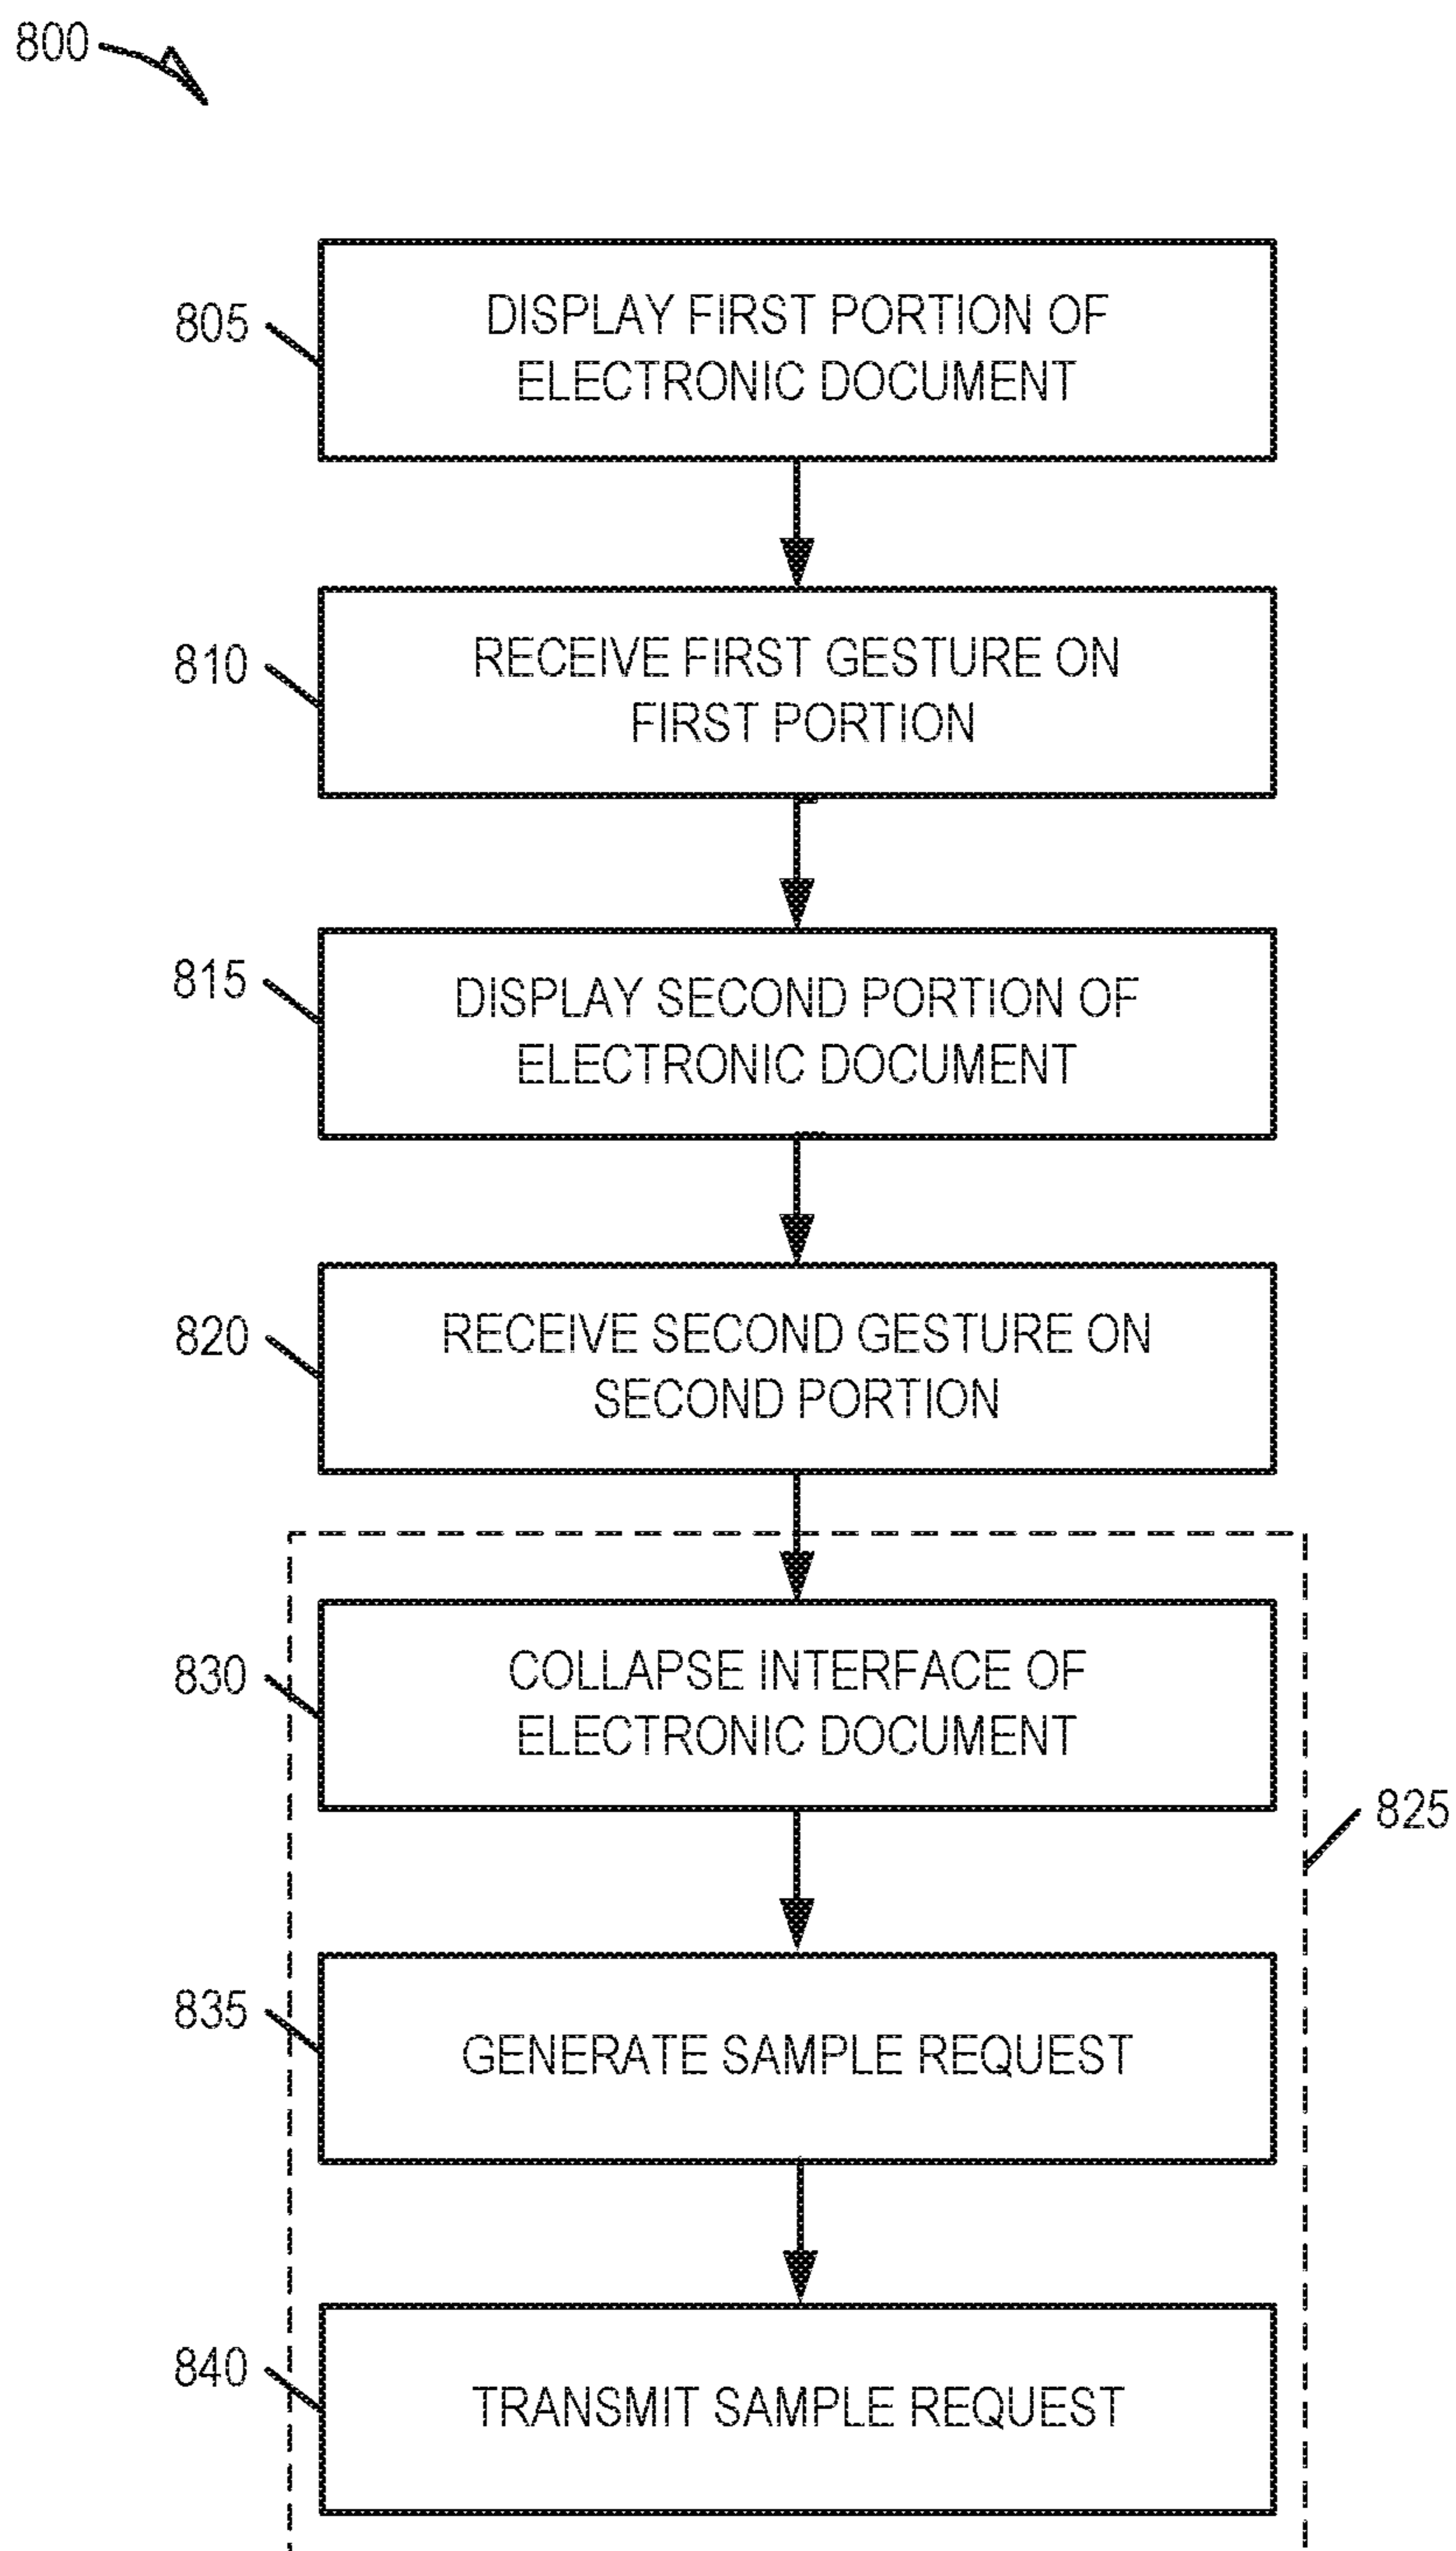 800
805
DISPLAY FIRST PORTION OF
ELECTRONIC DOCUMENT
810
RECEIVE FIRST GESTURE ON
FIRST PORTION
815
DISPLAY SECOND PORTION OF
ELECTRONIC DOCUMENT
820
RECEIVE SECOND GESTURE ON
SECOND PORTION
830
COLLAPSE INTERFACE OF
ELECTRONIC DOCUMENT
825
835
GENERATE SAMPLE REQUEST
840
TRANSMIT SAMPLE REQUEST